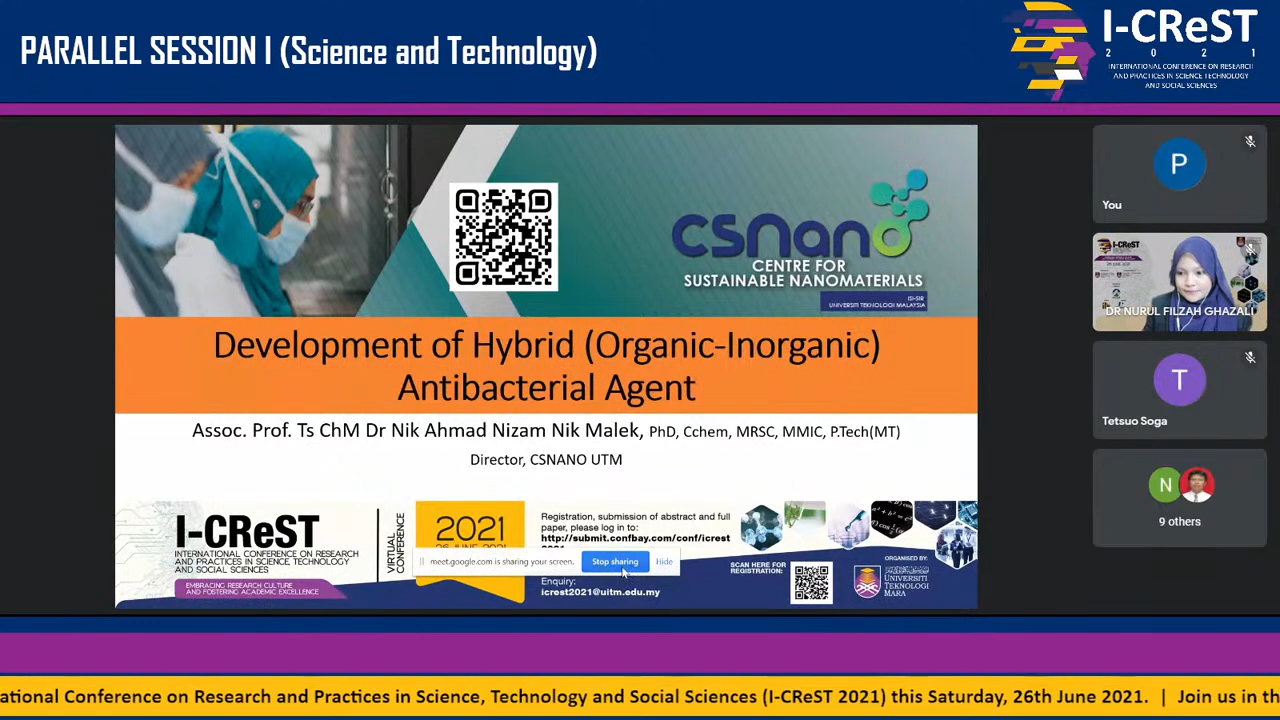 PARALLEL SESSION I (Science and Technology)
I-CReST
2 0 2 1
INTERNATIONAL CONFERENCE ON RESEARCH
AND PRACTICES IN SCIENCE TECHNOLOGY
AND SOCIAL SCIENCES
CSNano
CENTRE FOR
SUSTAINABLE NANOMATERIALS
ISI-SIR
UNIVERSITI TEKNOLOGI MALAYSIA
Development of Hybrid (Organic-Inorganic)
Antibacterial Agent
Assoc. Prof. Ts ChM Dr Nik Ahmad Nizam Nik Malek, PhD, Cchem, MRSC, MMIC, P.Tech(MT)
Director, CSNANO UTM
I-CReST
INTERNATIONAL CONFERENCE ON RESEARCH
AND PRACTICES IN SCIENCE, TECHNOLOGY
AND SOCIAL SCIENCES
EMBRACING RESEARCH CULTURE
AND FOSTERING ACADEMIC EXCELLENCE
VIRTUAL
CONFERENCE
2021
Registration, submission of abstract and full
paper, please log in to:
http://submit.confbay.com/conf/icrest
meet.google.com is sharing your screen.
Stop sharing
Hide
Enquiry:
icrest2021@uitm.edu.my
SCAN HERE FOR
REGISTRATION:
ORGANISED BY:
UNIVERSITI
TEKNOLOGI
MARA
P
You
I-CReST
DR NURUL FILZAH GHAZALI
T
Tetsuo Soga
N
9 others
ational Conference on Research and Practices in Science, Technology and Social Sciences (I-CReST 2021) this Saturday, 26th June 2021. | Join us in th